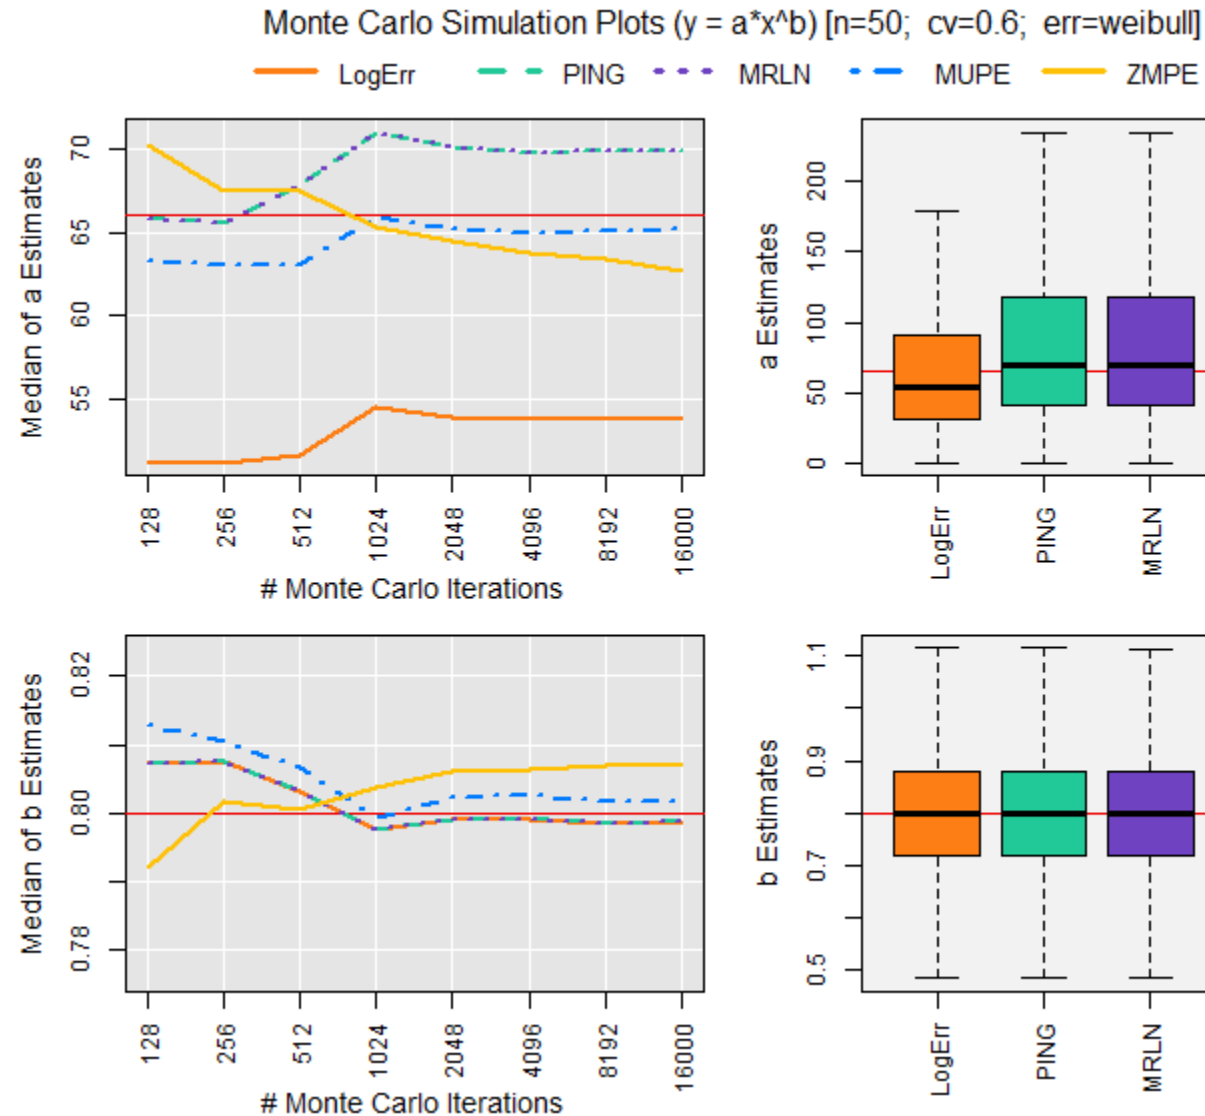 Monte Carlo Simulation Plots (y = a*x^b) [n=50; cv=0.6; err=weibull]
LogErr PING MRLN MUPE ZMPE
Median of a Estimates
70
65
60
55
128 256 512 1024 2048 4096 8192 16000
# Monte Carlo Iterations
a Estimates
200
150
100
50
0
LogErr PING MRLN
Median of b Estimates
0.82
0.80
0.78
128 256 512 1024 2048 4096 8192 16000
# Monte Carlo Iterations
b Estimates
1.1
0.9
0.7
0.5
LogErr PING MRLN